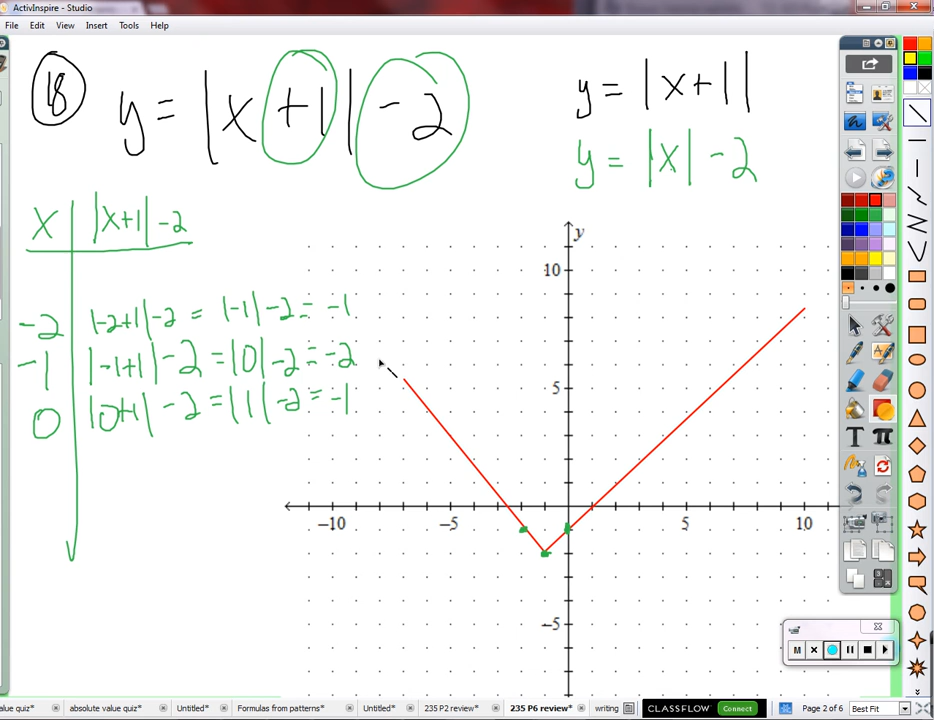 ActivInspire - Studio
File Edit View Insert Tools Help
18
y = |x + 1| - 2
y = |x + 1|
y = |x| - 2
x |x+1| - 2
-2 |-2+1| - 2 = |-1| - 2 = -1
-1 |-1+1| - 2 = |0| - 2 = -2
0 |0+1| - 2 = |1| - 2 = -1
y
10
5
-10 -5 5 10
-5
M
alue quiz* absolute value quiz* Untitled* Formulas from patterns* Untitled* 235 P2 review* 235 P6 review* writing CLASSFLOW Connect Page 2 of 6 Best Fit